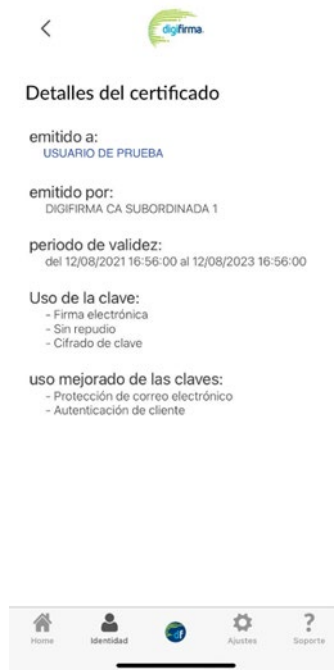 digifirma.
Detalles del certificado
emitido a:
USUARIO DE PRUEBA
emitido por:
DIGIFIRMA CA SUBORDINADA 1
periodo de validez:
del 12/08/2021 16:56:00 al 12/08/2023 16:56:00
Uso de la clave:
- Firma electrónica
- Sin repudio
- Cifrado de clave
uso mejorado de las claves:
- Protección de correo electrónico
- Autenticación de cliente
df
Home Identidad Ajustes Soporte